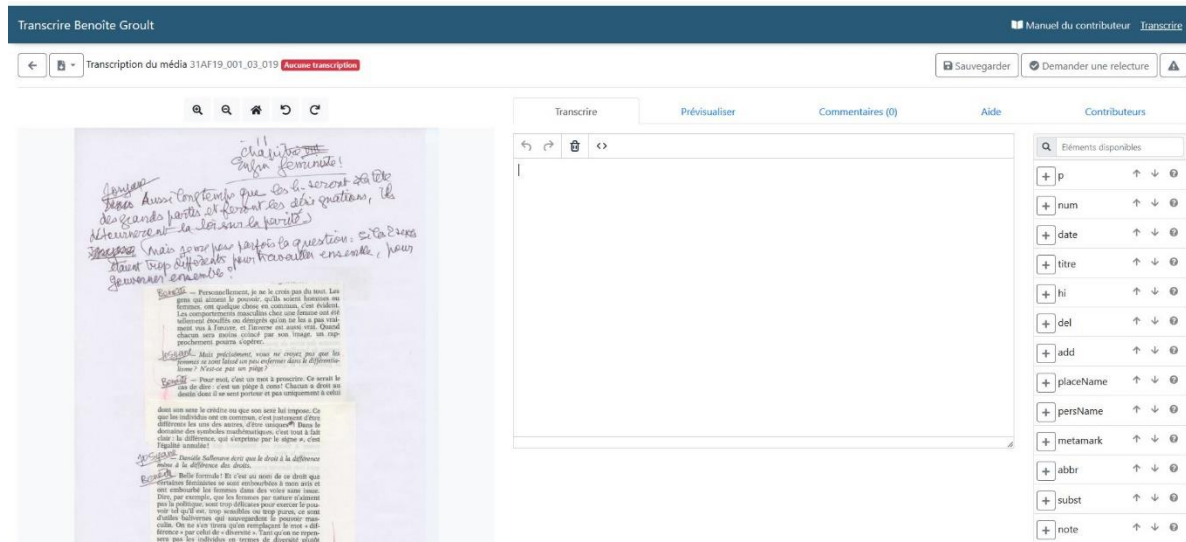 Transcrire Benoîte Groult
Manuel du contributeur Transcrire
Transcription du média 31AF19_001_03_019 Aucune transcription
Sauvegarder Demander une relecture
Transcrire Prévisualiser Commentaires (0) Aide Contributeurs
11
chapitre
Enfin feminute!
Josyane
Aussi longtemps que les h. seront à la tête
des grands partis et feront les désignations, ils
détourneront la loi sur la parité.
(mais se pose parfois la question: si les 2 sexes
étaient trop différents pour travailler ensemble, pour
gouverner ensemble?
Benoîte — Personnellement, je ne le crois pas du tout. Les
gens qui aiment le pouvoir, qu'ils soient hommes ou
femmes, ont quelque chose en commun, c'est évident.
Les comportements masculins chez une femme ont été
tellement étouffés ou dénigrés qu'on ne les a pas vrai-
ment vus à l'œuvre, et l'inverse est aussi vrai. Quand
chacun sera moins coincé par son image, un rap-
prochement pourra s'opérer.
Josyane Mais précisément, vous ne croyez pas que les
femmes se sont laissé un peu enfermer dans le différentia-
lisme ? N'est-ce pas un piège ?
Benoîte — Pour moi, c'est un mot à proscrire. Ce serait le
cas de dire : c'est un piège à cons ! Chacun a droit au
destin dont il se sent porteur et pas uniquement à celui
dont son sexe le crédite ou que son sexe lui impose. Ce
que les individus ont en commun, c'est justement d'être
différents les uns des autres, d'être uniques ! Dans le
domaine des symboles mathématiques, c'est tout à fait
clair : la différence, qui s'exprime par le signe ≠, c'est
l'égalité annulée !
Josyane Danièle Sallenave écrit que le droit à la différence
mène à la différence des droits.
Benoîte Belle formule ! Et c'est au nom de ce droit que
certaines féministes se sont embourbées à mon avis et
ont embourbé les femmes dans des voies sans issue.
Dire, par exemple, que les femmes par nature n'aiment
pas la politique, sont trop délicates pour exercer le pou-
voir tel qu'il est, trop sensibles ou trop pures, ce sont
d'utiles balivernes qui sauvegardent le pouvoir mas-
culin. On ne s'en tirera qu'en remplaçant le mot « dif-
férence » par celui de « diversité ». Tant qu'on ne repen-
sera pas les individus en termes de diversité plutôt
Eléments disponibles
p
num
date
titre
hi
del
add
placeName
persName
metamark
abbr
subst
note